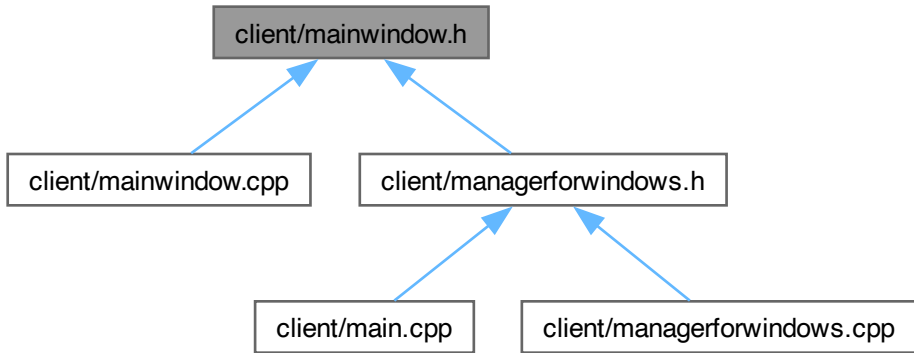 client/mainwindow.h
client/mainwindow.cpp
client/managerforwindows.h
client/main.cpp
client/managerforwindows.cpp